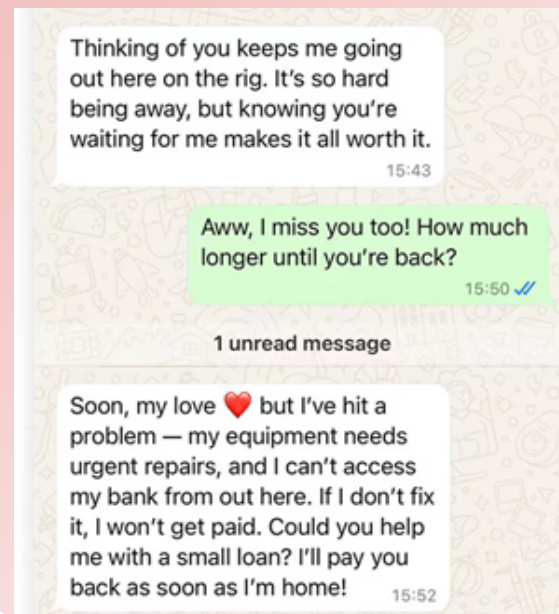 Thinking of you keeps me going
out here on the rig. It’s so hard
being away, but knowing you’re
waiting for me makes it all worth it.
15:43
Aww, I miss you too! How much
longer until you’re back?
15:50
1 unread message
Soon, my love ❤️ but I’ve hit a
problem — my equipment needs
urgent repairs, and I can’t access
my bank from out here. If I don’t fix
it, I won’t get paid. Could you help
me with a small loan? I’ll pay you
back as soon as I’m home!
15:52